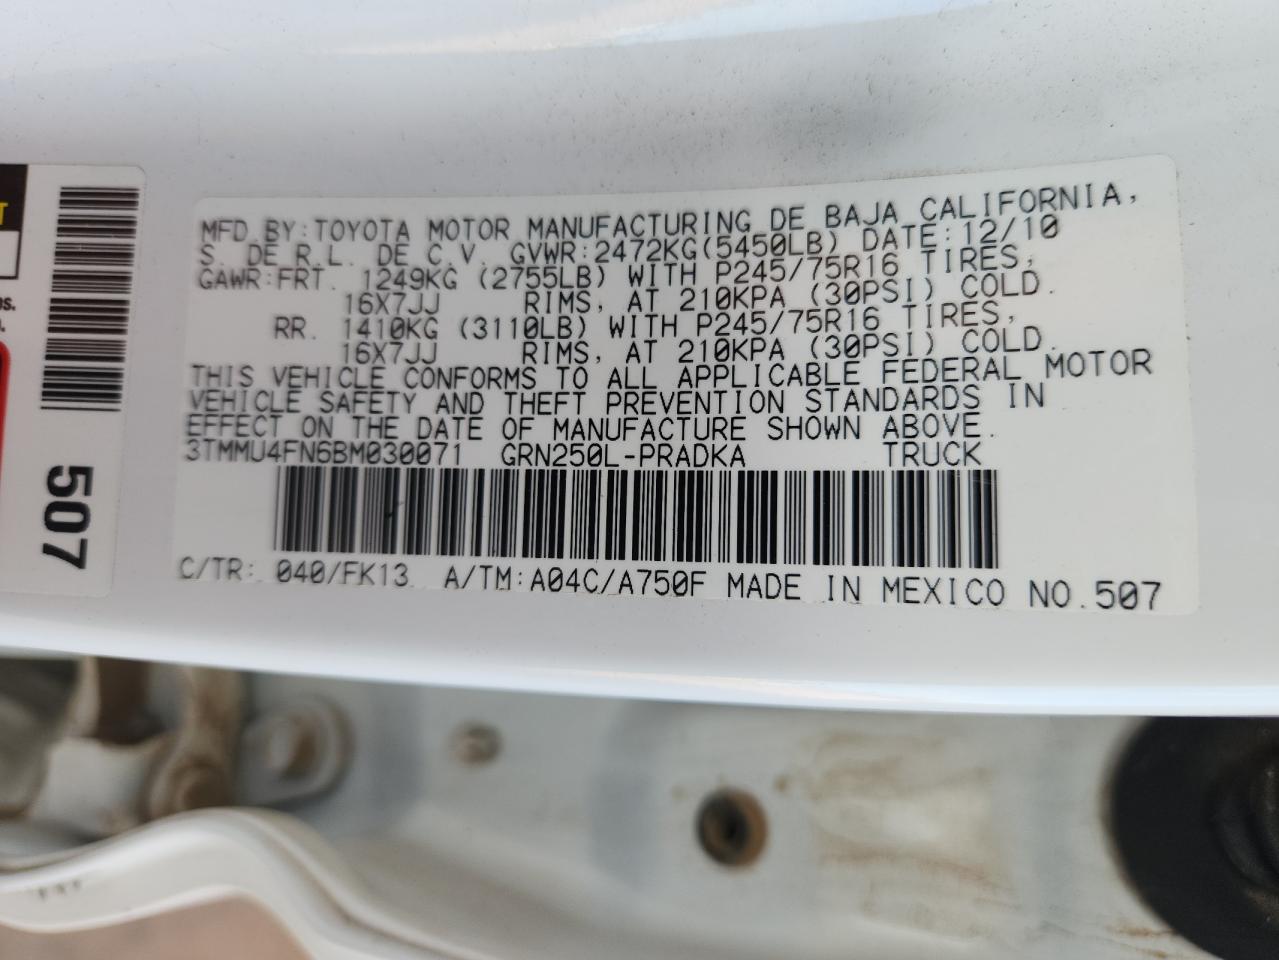 MFD BY: TOYOTA MOTOR MANUFACTURING DE BAJA CALIFORNIA,
S. DE R.L. DE C.V. GVWR: 2472KG(5450LB) DATE: 12/10
GAWR: FRT. 1249KG (2755LB) WITH P245/75R16 TIRES,
16X7JJ RIMS, AT 210KPA (30PSI) COLD.
RR. 1410KG (3110LB) WITH P245/75R16 TIRES,
16X7JJ RIMS, AT 210KPA (30PSI) COLD.
THIS VEHICLE CONFORMS TO ALL APPLICABLE FEDERAL MOTOR
VEHICLE SAFETY AND THEFT PREVENTION STANDARDS IN
EFFECT ON THE DATE OF MANUFACTURE SHOWN ABOVE.
3TMMU4FN6BM030071 GRN250L-PRADKA TRUCK
C/TR: 040/FK13 A/TM: A04C/A750F MADE IN MEXICO NO. 507
507